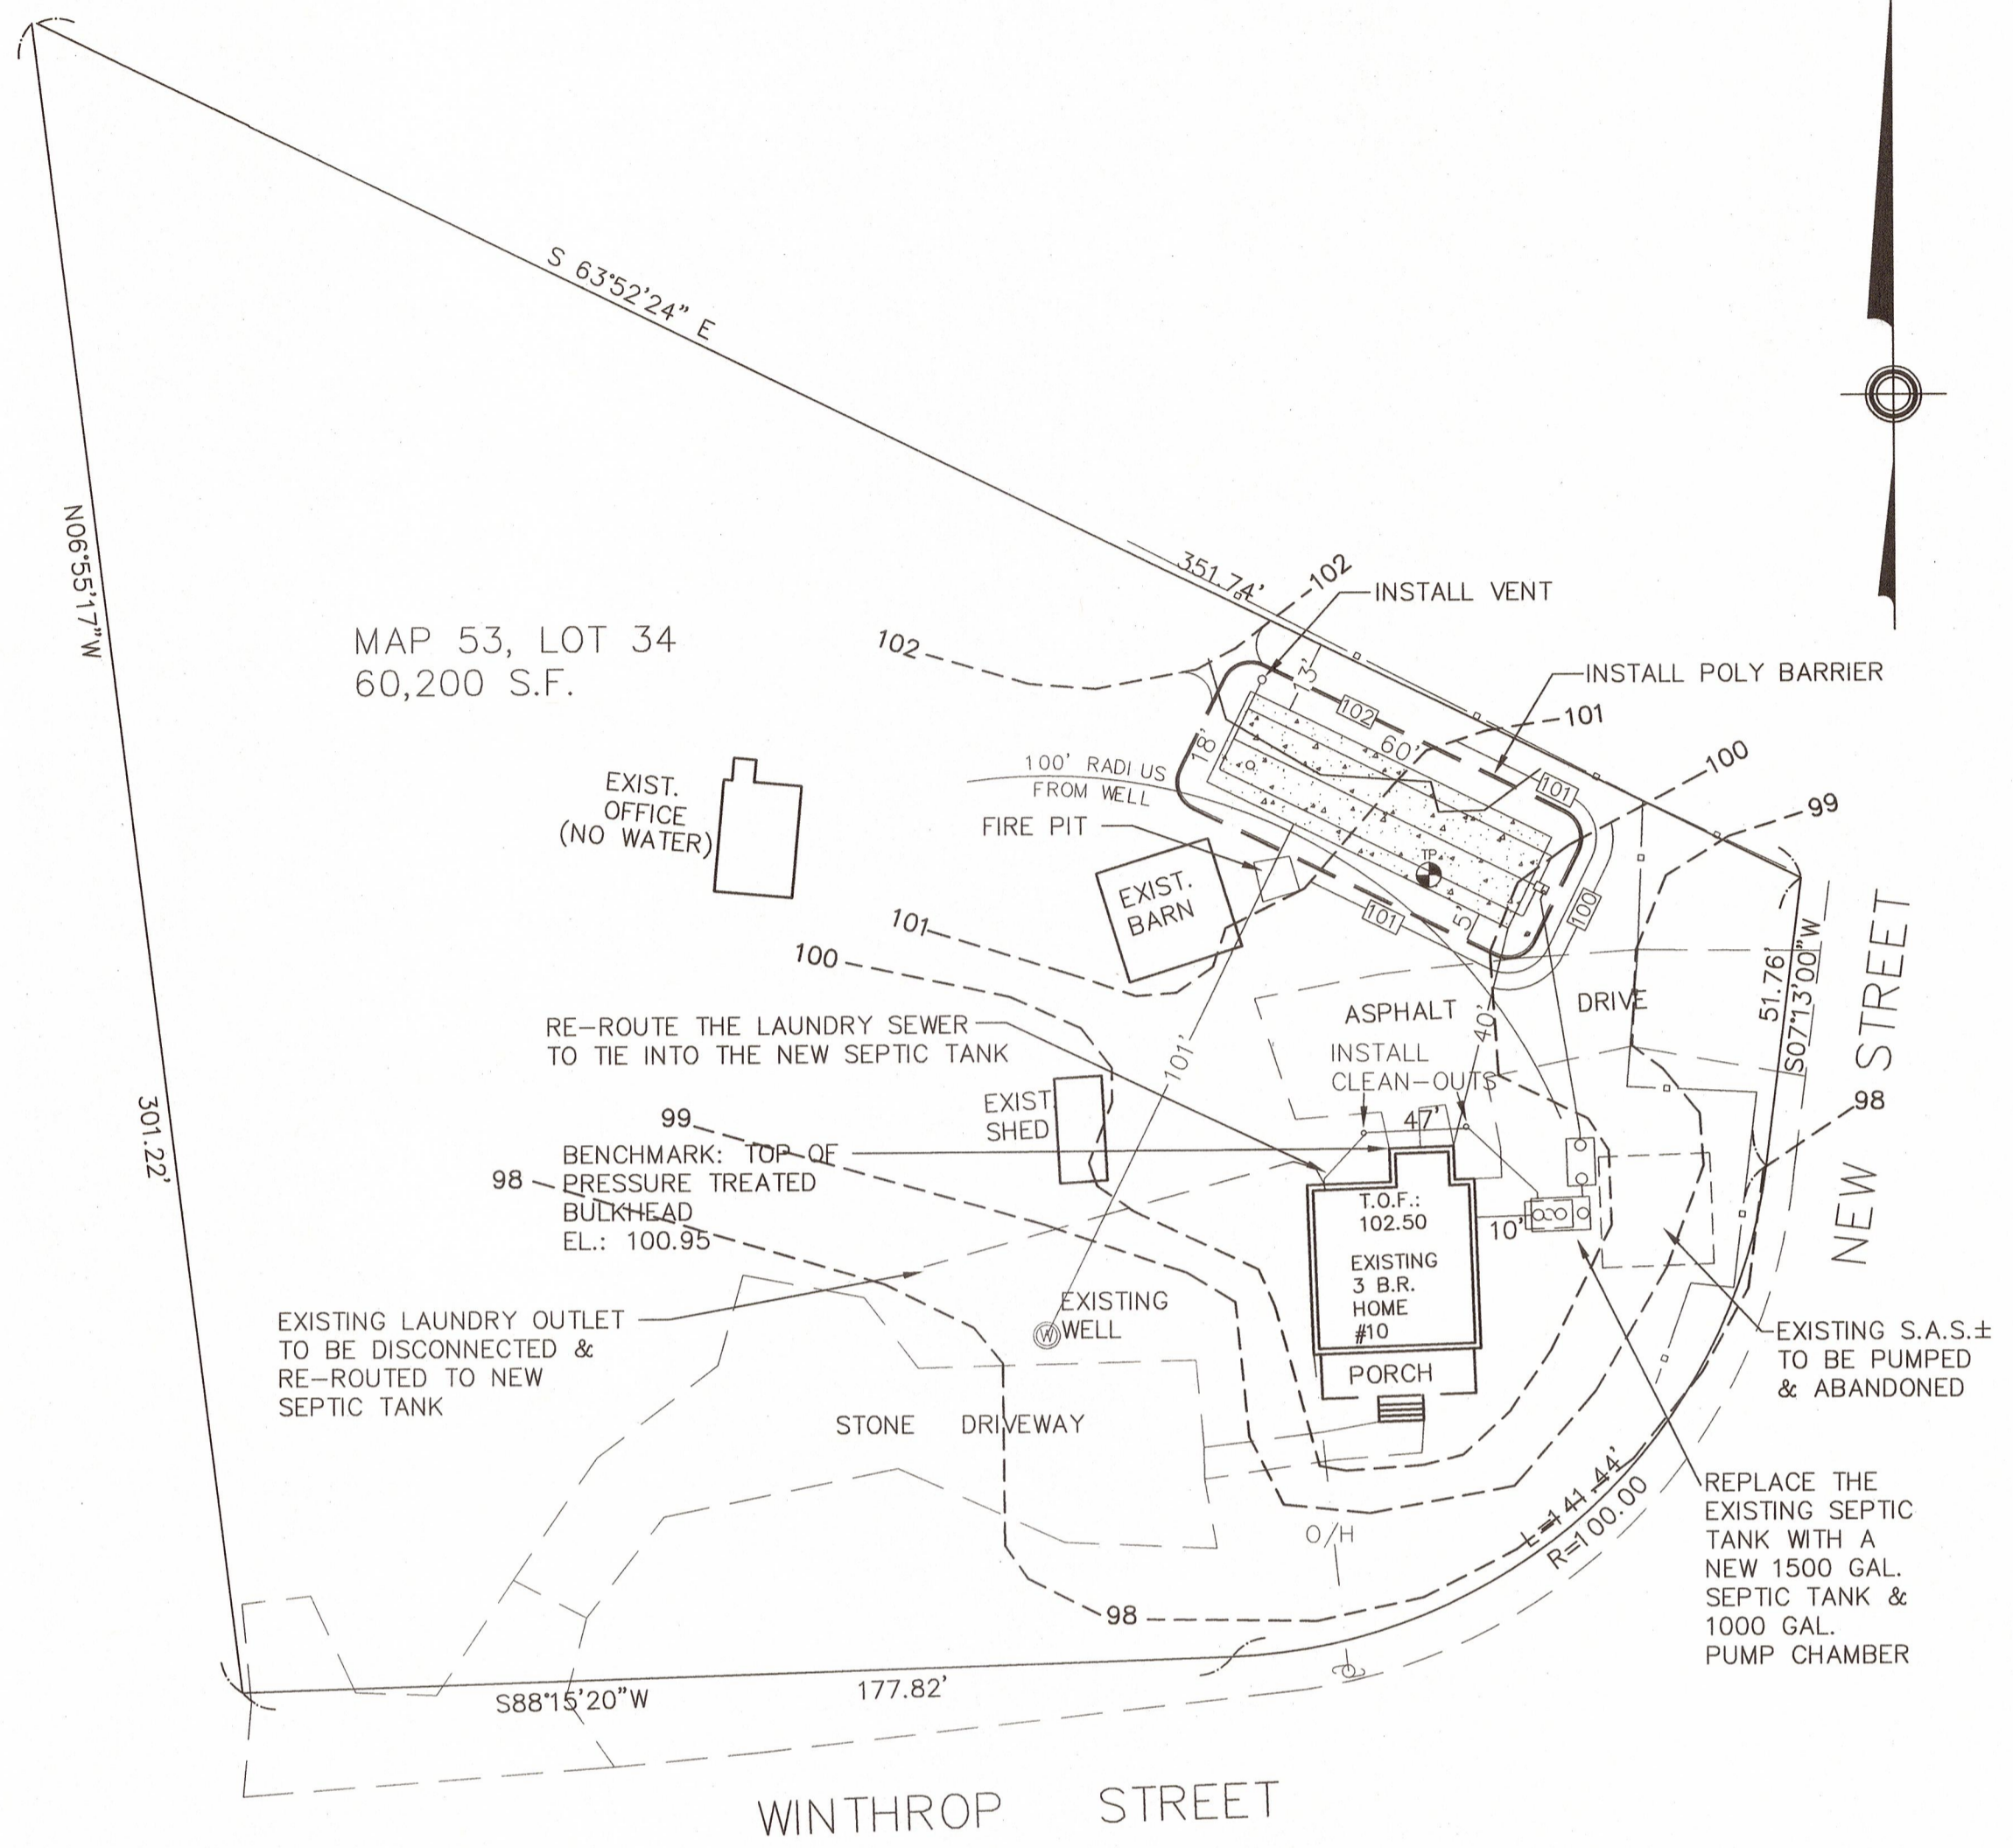 S 63°52'24" E
N06°55'17"W
301.22'
351.74'
102
INSTALL VENT
102
MAP 53, LOT 34
60,200 S.F.
INSTALL POLY BARRIER
13'
102
101
60'
18'
100
100' RADIUS
FROM WELL
101
99
EXIST.
OFFICE
(NO WATER)
FIRE PIT
TP
EXIST.
BARN
101
5'
100
101
100
51.76'
S07°13'00"W
NEW STREET
ASPHALT
DRIVE
40'
RE-ROUTE THE LAUNDRY SEWER
TO TIE INTO THE NEW SEPTIC TANK
101'
INSTALL
CLEAN-OUTS
47'
98
EXIST
SHED
99
BENCHMARK: TOP OF
PRESSURE TREATED
BULKHEAD
EL.: 100.95
98
T.O.F.:
102.50
10'
EXISTING
3 B.R.
HOME
#10
PORCH
EXISTING
WELL
W
EXISTING LAUNDRY OUTLET
TO BE DISCONNECTED &
RE-ROUTED TO NEW
SEPTIC TANK
EXISTING S.A.S.±
TO BE PUMPED
& ABANDONED
STONE DRIVEWAY
L=141.44'
R=100.00
REPLACE THE
EXISTING SEPTIC
TANK WITH A
NEW 1500 GAL.
SEPTIC TANK &
1000 GAL.
PUMP CHAMBER
O/H
98
S88°15'20"W
177.82'
WINTHROP STREET